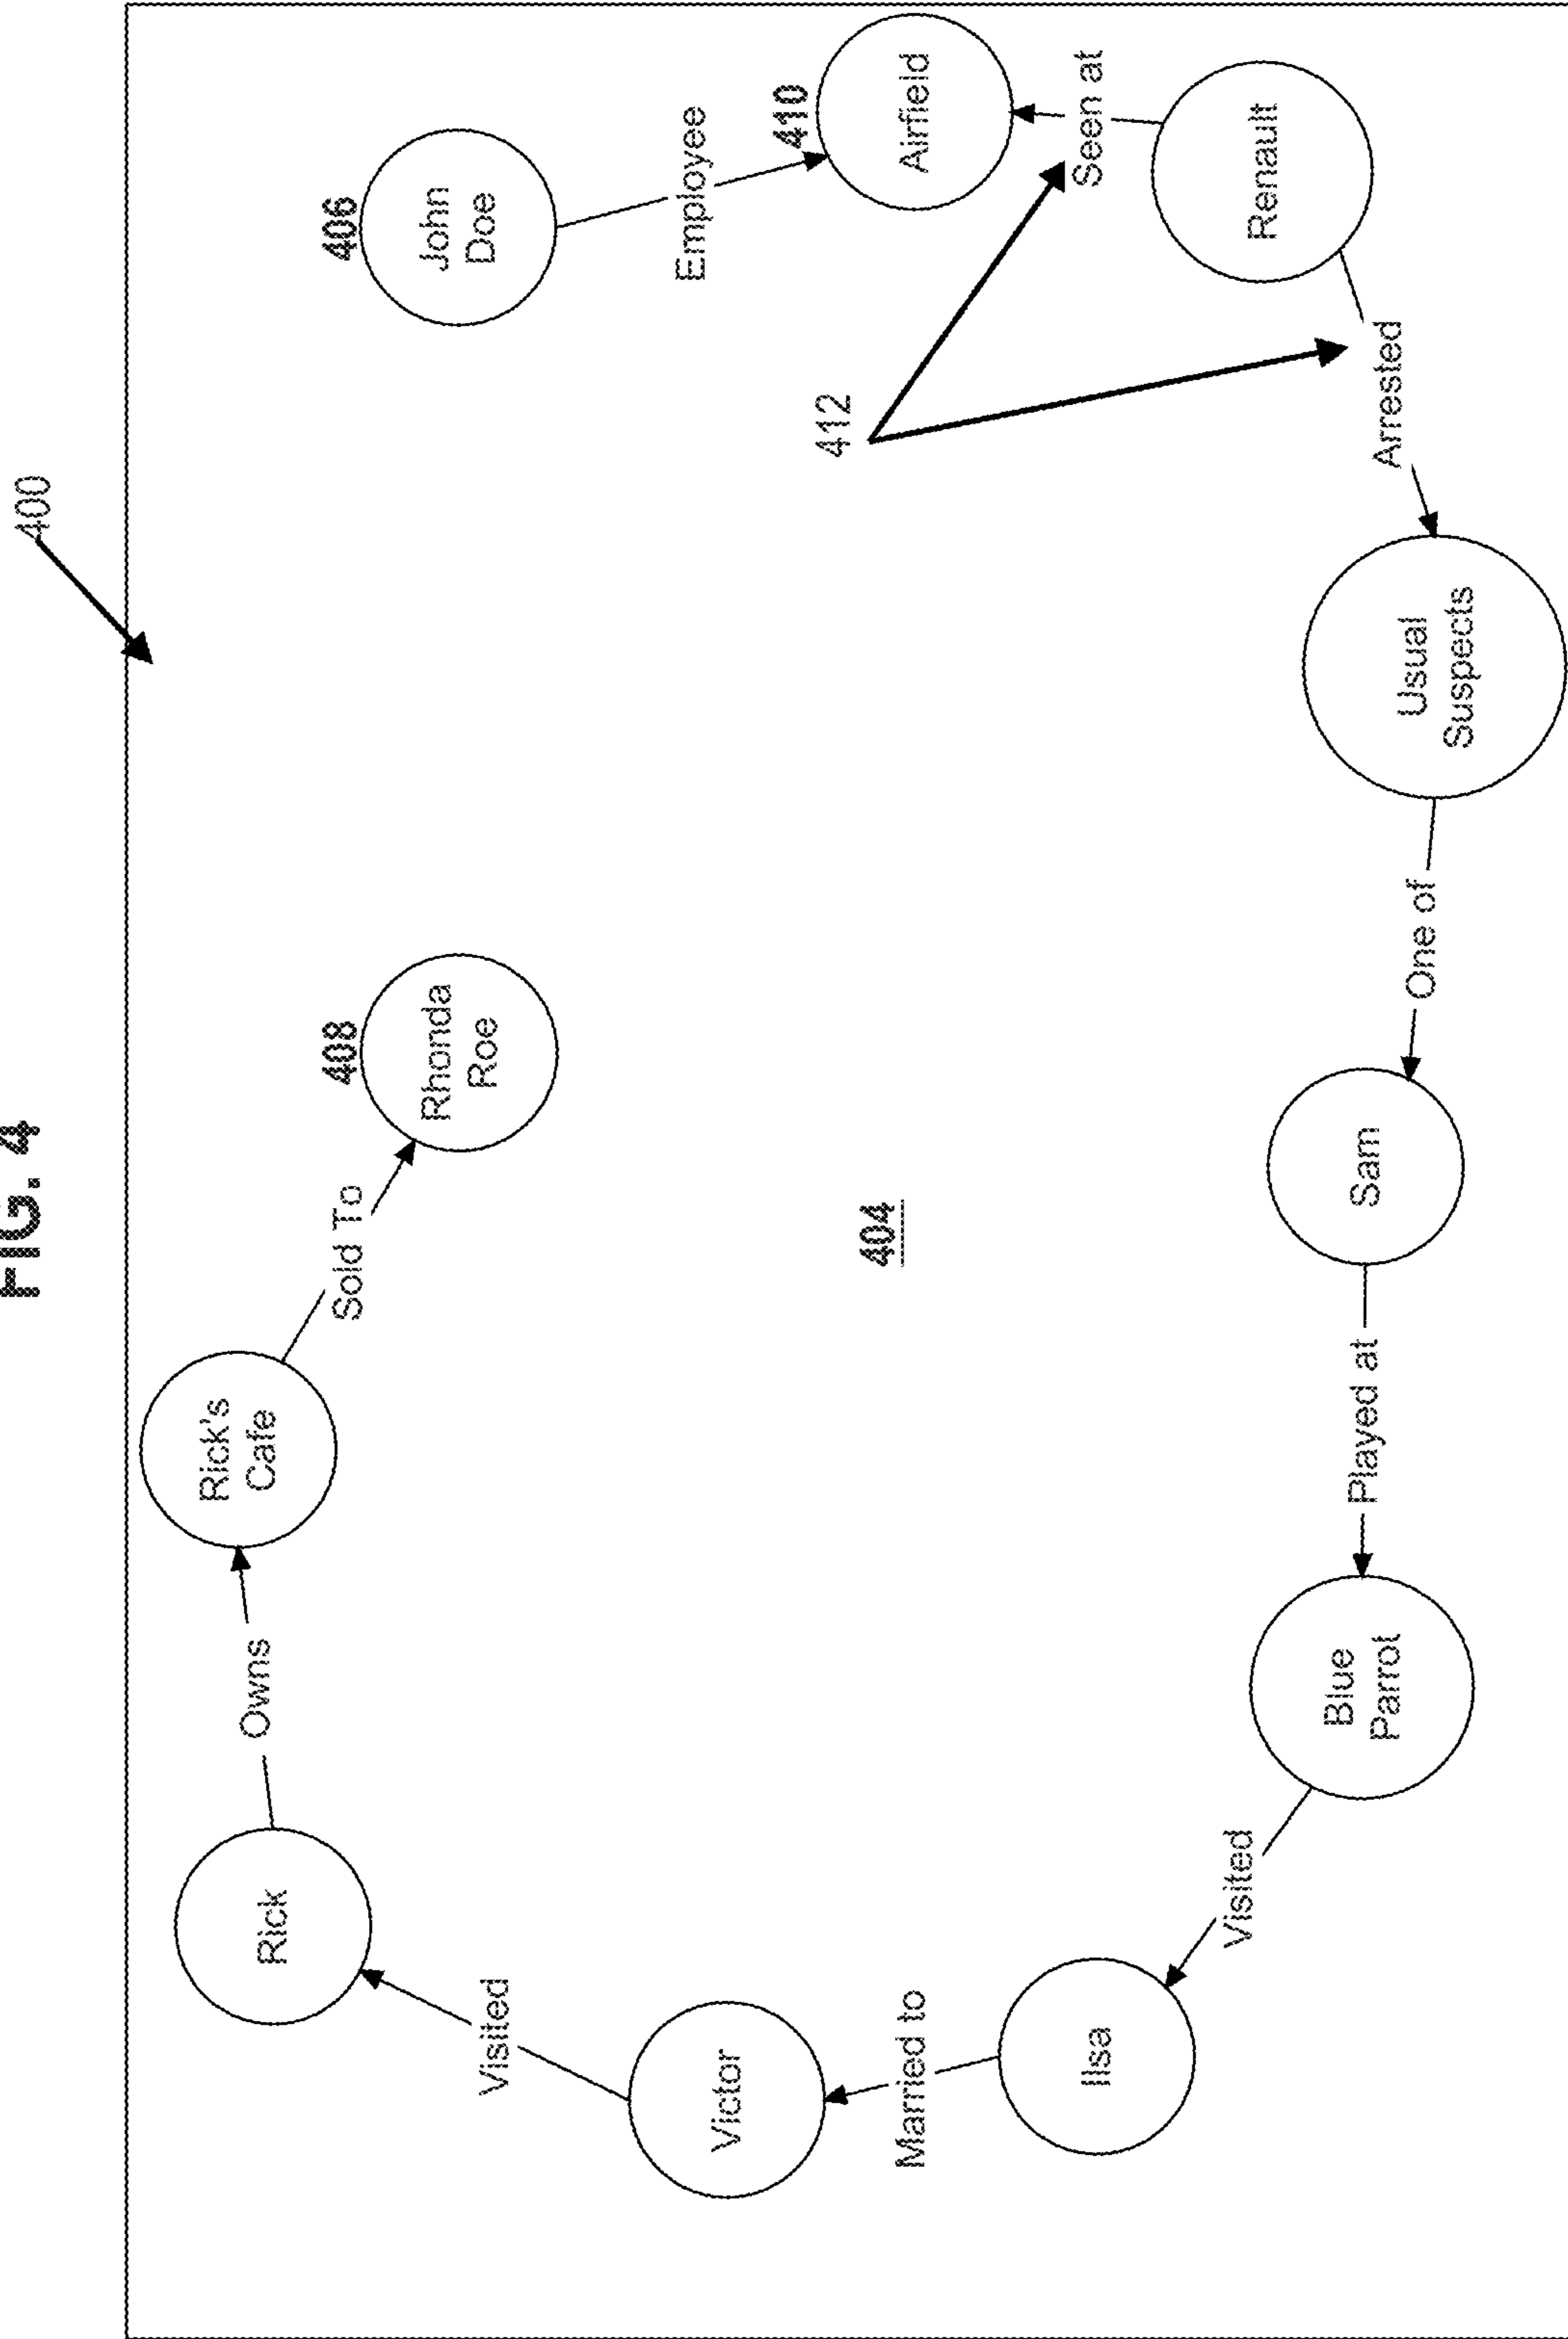 FIG. 4
400
406
John
Doe
Employee
410
Airfield
Seen at
412
Renault
Arrested
Usual
Suspects
One of
Sam
Played at
Blue
Parrot
Visited
Ilsa
Married to
Victor
Visited
Rick
Owns
Rick's
Cafe
Sold To
408
Rhonda
Roe
404